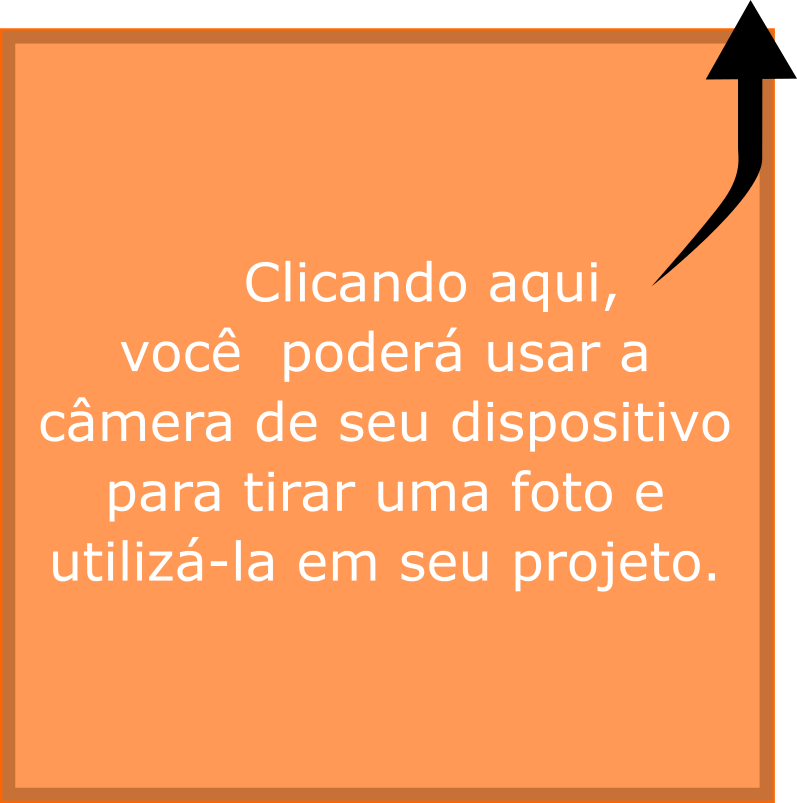 Clicando aqui,
você poderá usar a
câmera de seu dispositivo
para tirar uma foto e
utilizá-la em seu projeto.